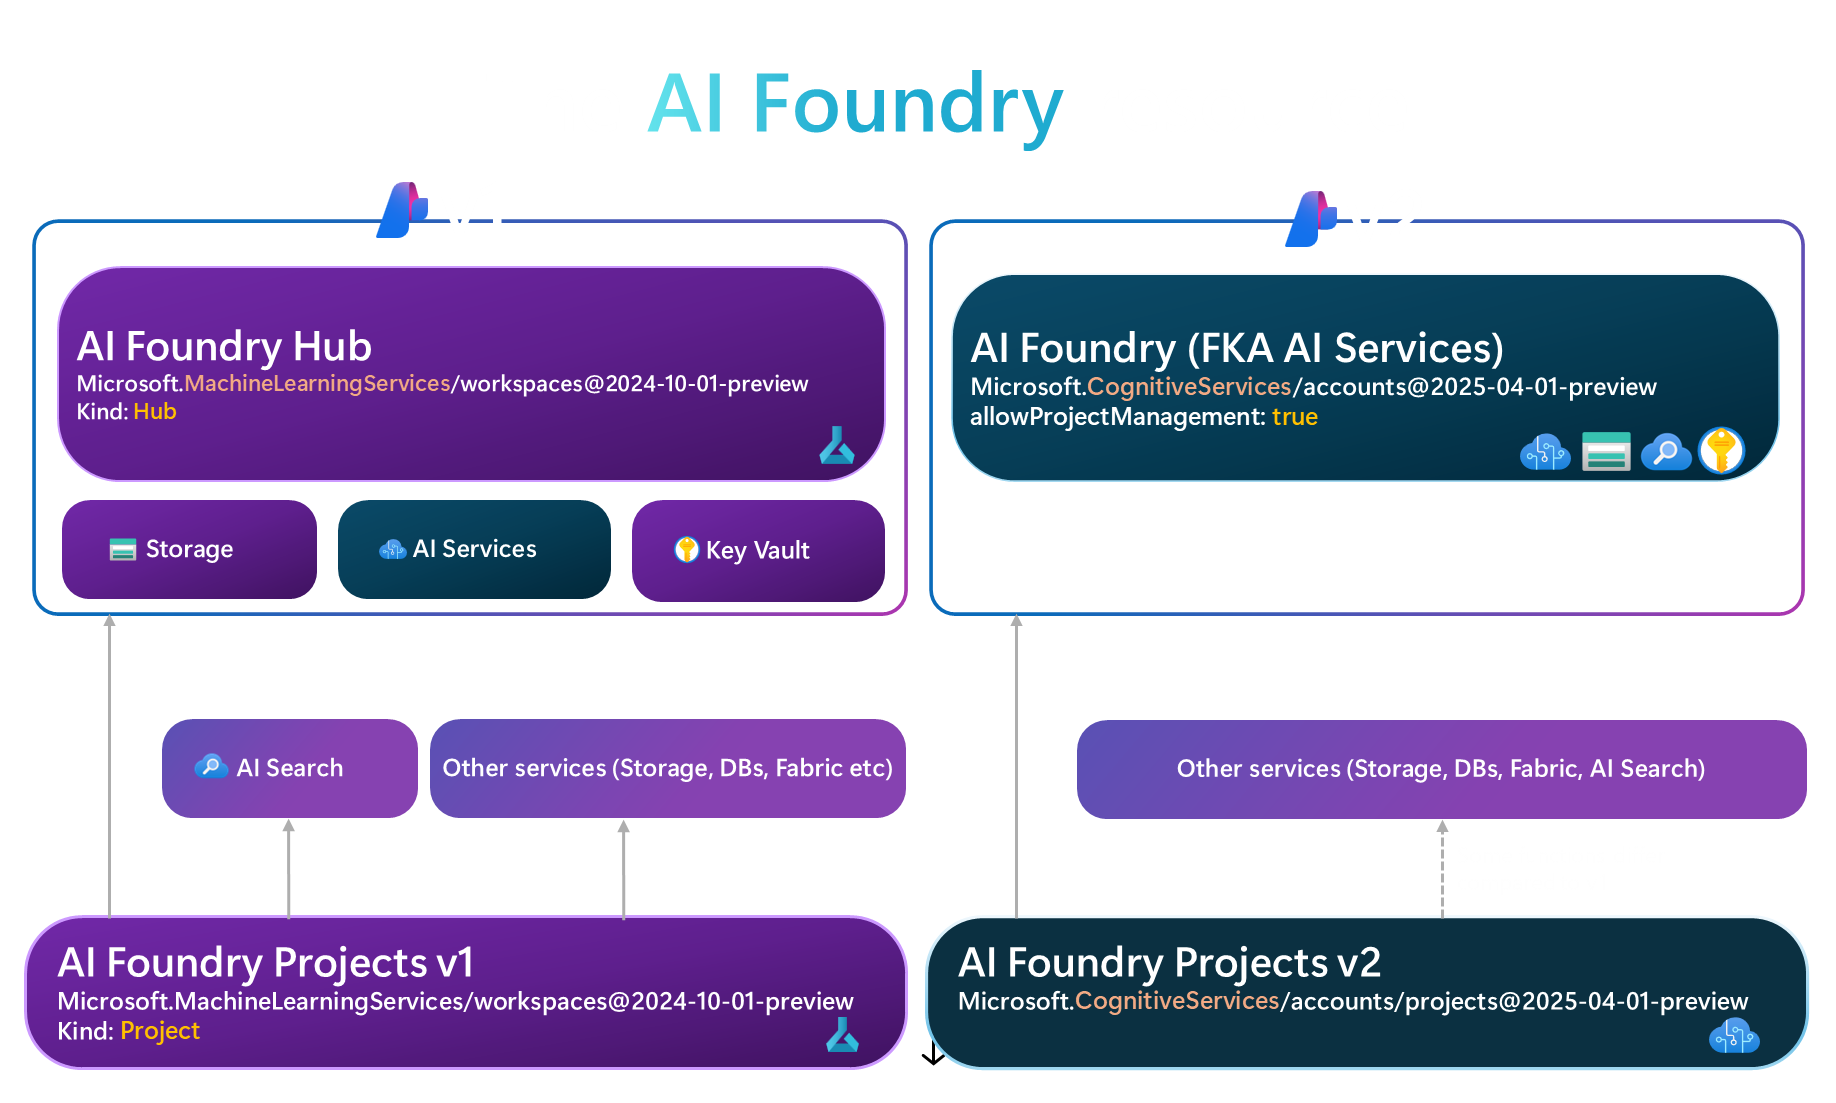 AI Foundry
v1
v2
AI Foundry Hub
Microsoft.MachineLearningServices/workspaces@2024-10-01-preview
Kind: Hub
Storage
AI Services
Key Vault
AI Foundry (FKA AI Services)
Microsoft.CognitiveServices/accounts@2025-04-01-preview
allowProjectManagement: true
AI Search
Other services (Storage, DBs, Fabric etc)
Other services (Storage, DBs, Fabric, AI Search)
AI Foundry Projects v1
Microsoft.MachineLearningServices/workspaces@2024-10-01-preview
Kind: Project
AI Foundry Projects v2
Microsoft.CognitiveServices/accounts/projects@2025-04-01-preview